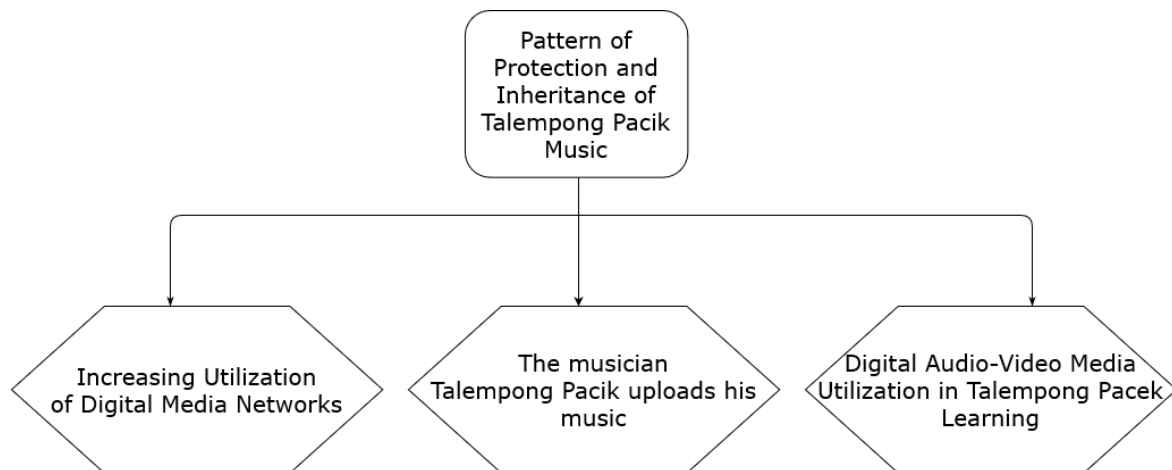 Pattern of
Protection and
Inheritance of
Talempong Pacik
Music
Increasing Utilization
of Digital Media Networks
The musician
Talempong Pacik uploads his
music
Digital Audio-Video Media
Utilization in Talempong Pacek
Learning